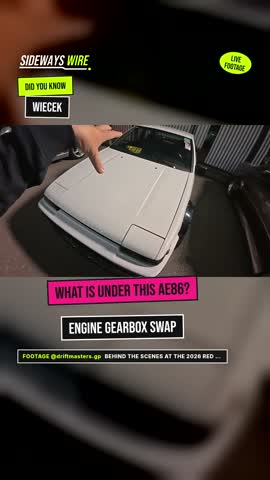 SIDEWAYS WIRE.
LIVE
FOOTAGE
DID YOU KNOW
WIECEK
WHAT IS UNDER THIS AE86?
ENGINE GEARBOX SWAP
FOOTAGE @driftmasters.gp BEHIND THE SCENES AT THE 2026 RED ...